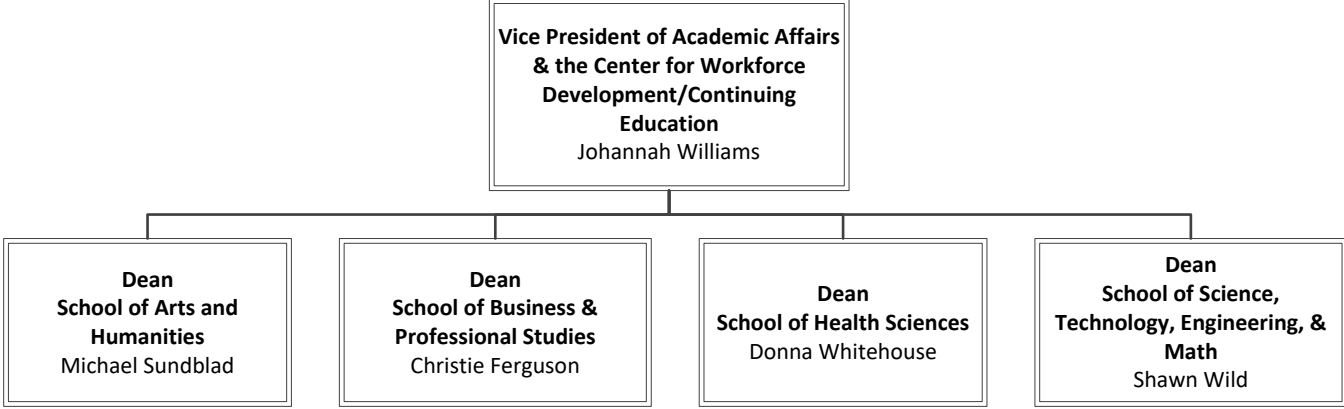 Vice President of Academic Affairs
& the Center for Workforce
Development/Continuing
Education
Johannah Williams
Dean
School of Arts and
Humanities
Michael Sundblad
Dean
School of Business &
Professional Studies
Christie Ferguson
Dean
School of Health Sciences
Donna Whitehouse
Dean
School of Science,
Technology, Engineering, &
Math
Shawn Wild